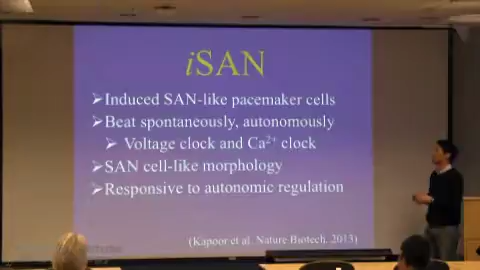 iSAN
➢Induced SAN-like pacemaker cells
➢Beat spontaneously, autonomously
➢ Voltage clock and Ca²⁺ clock
➢SAN cell-like morphology
➢Responsive to autonomic regulation
(Kapoor et al. Nature Biotech. 2013)